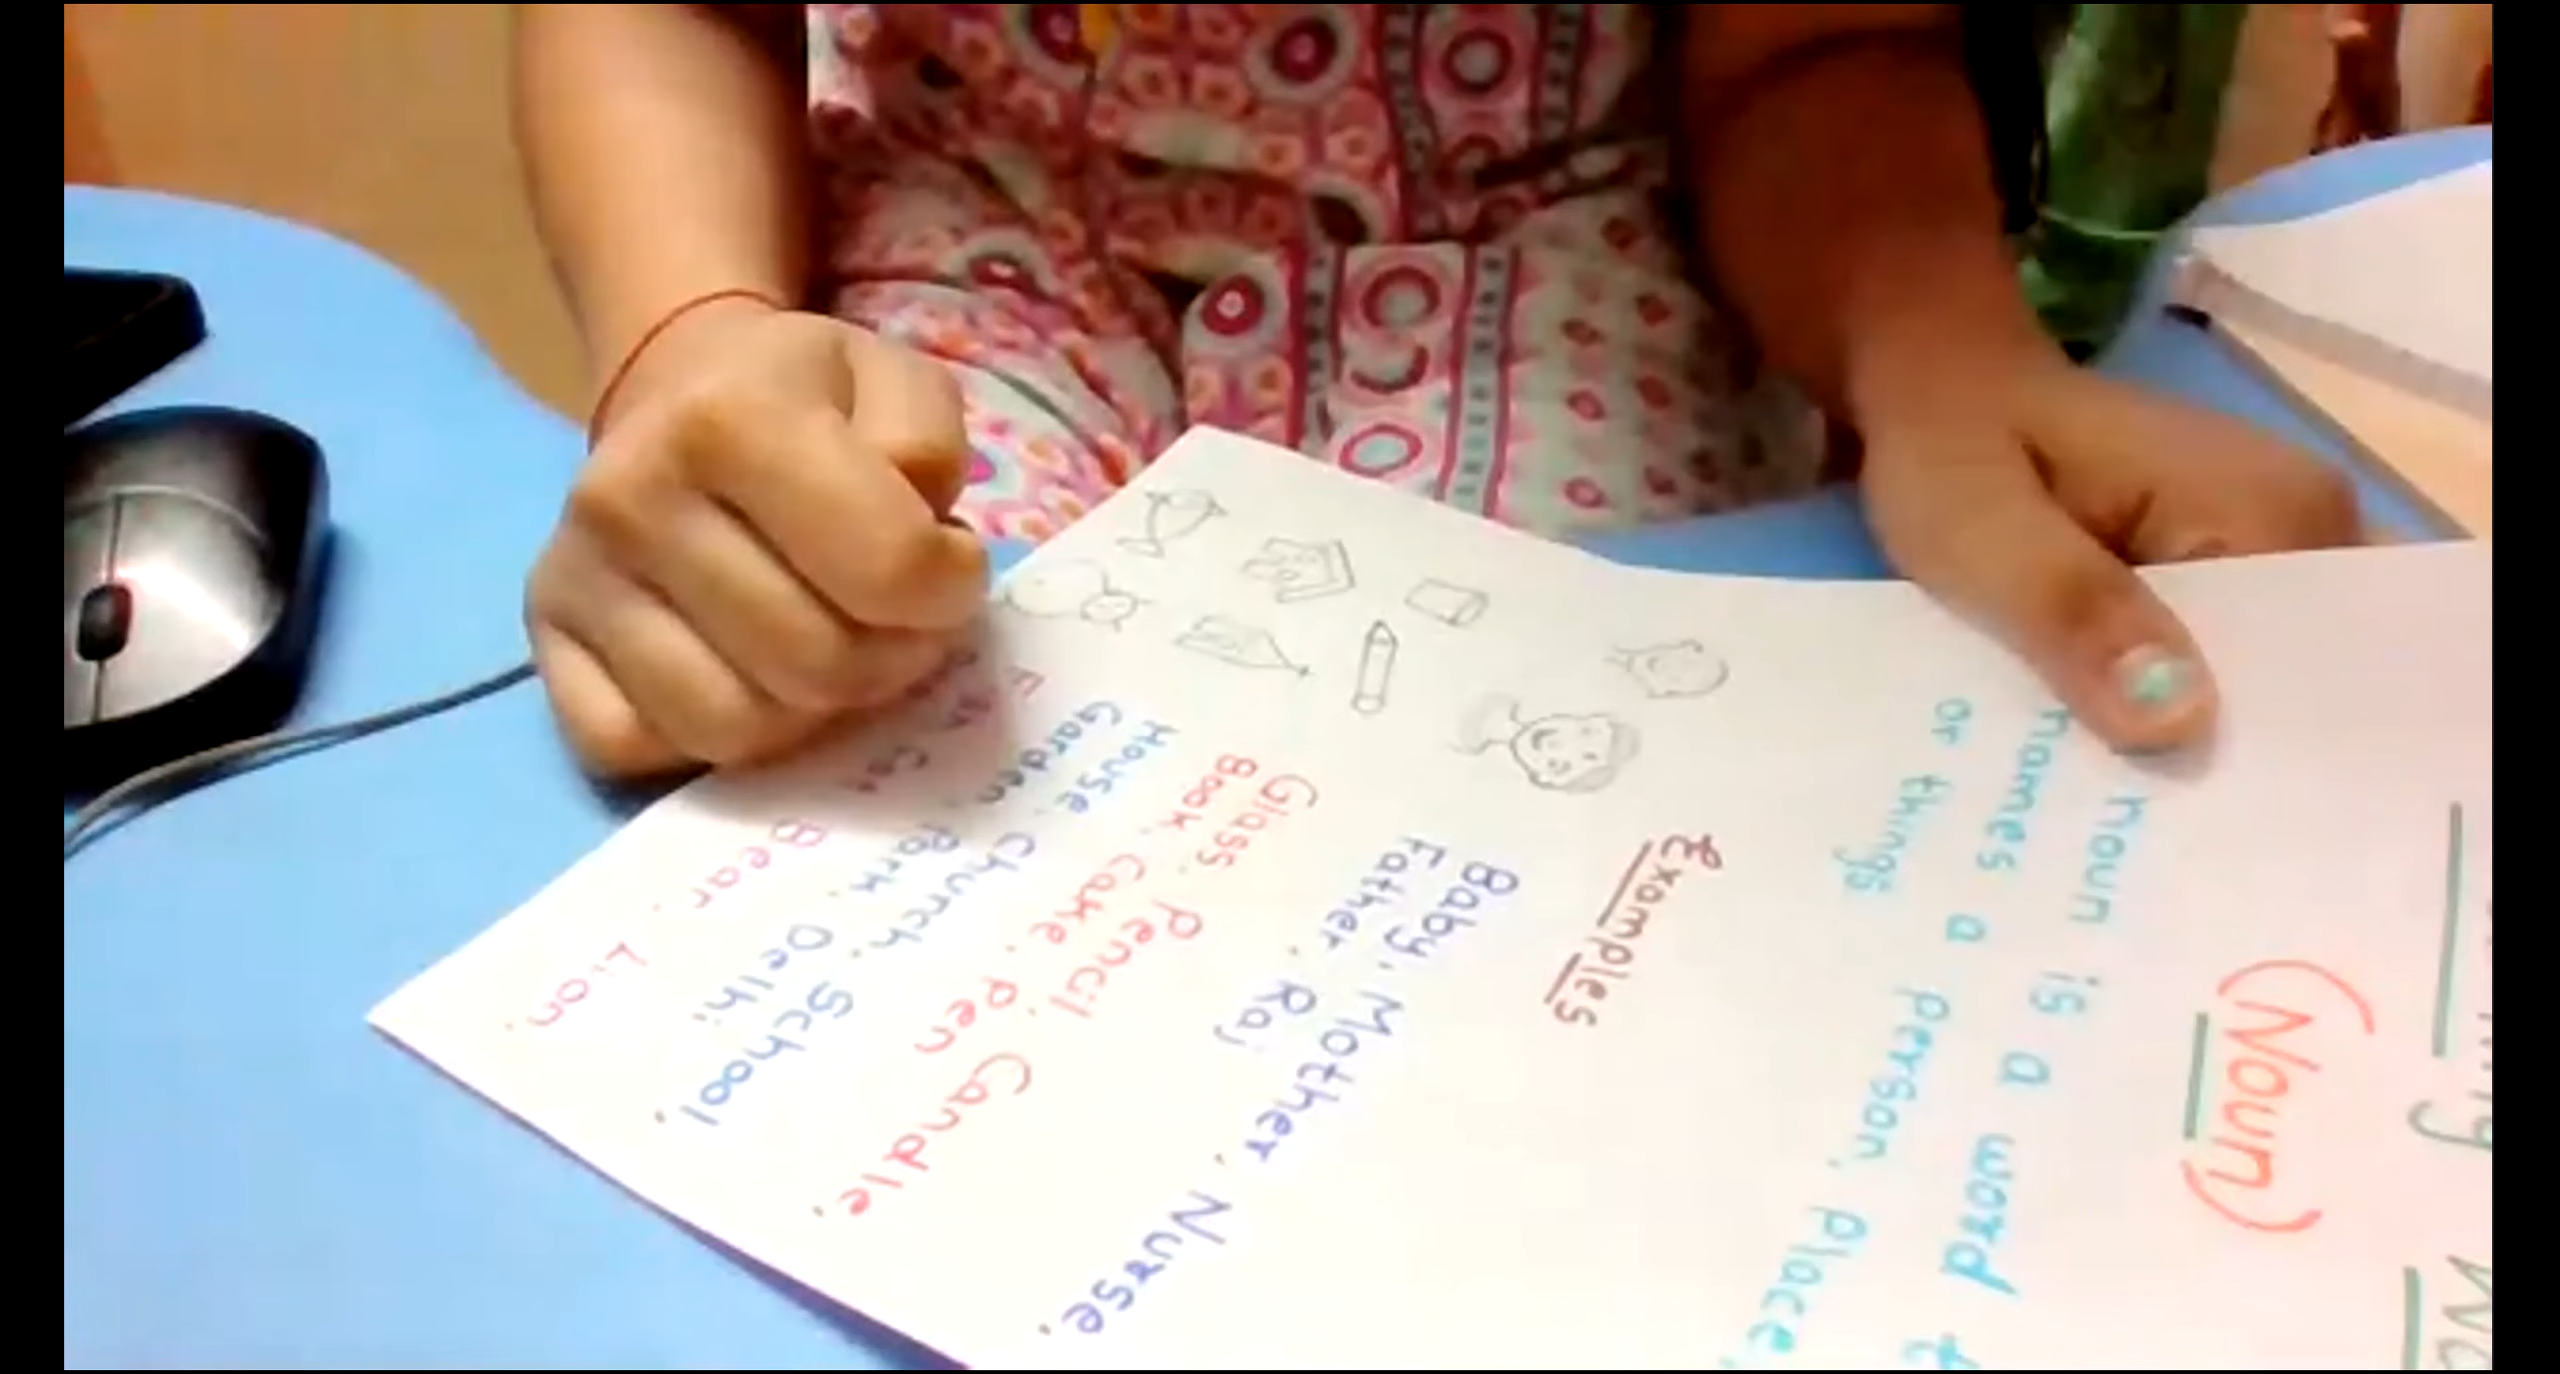 (Noun)
noun is a word
names a Person, Place,
or things
Examples
Baby, Mother, Nurse,
Father, Raj
Glass, Pencil, Candle,
Book, Cake, Pen
House, Church, School,
Garden, Park, Delhi
Bear, Lion,
Cat